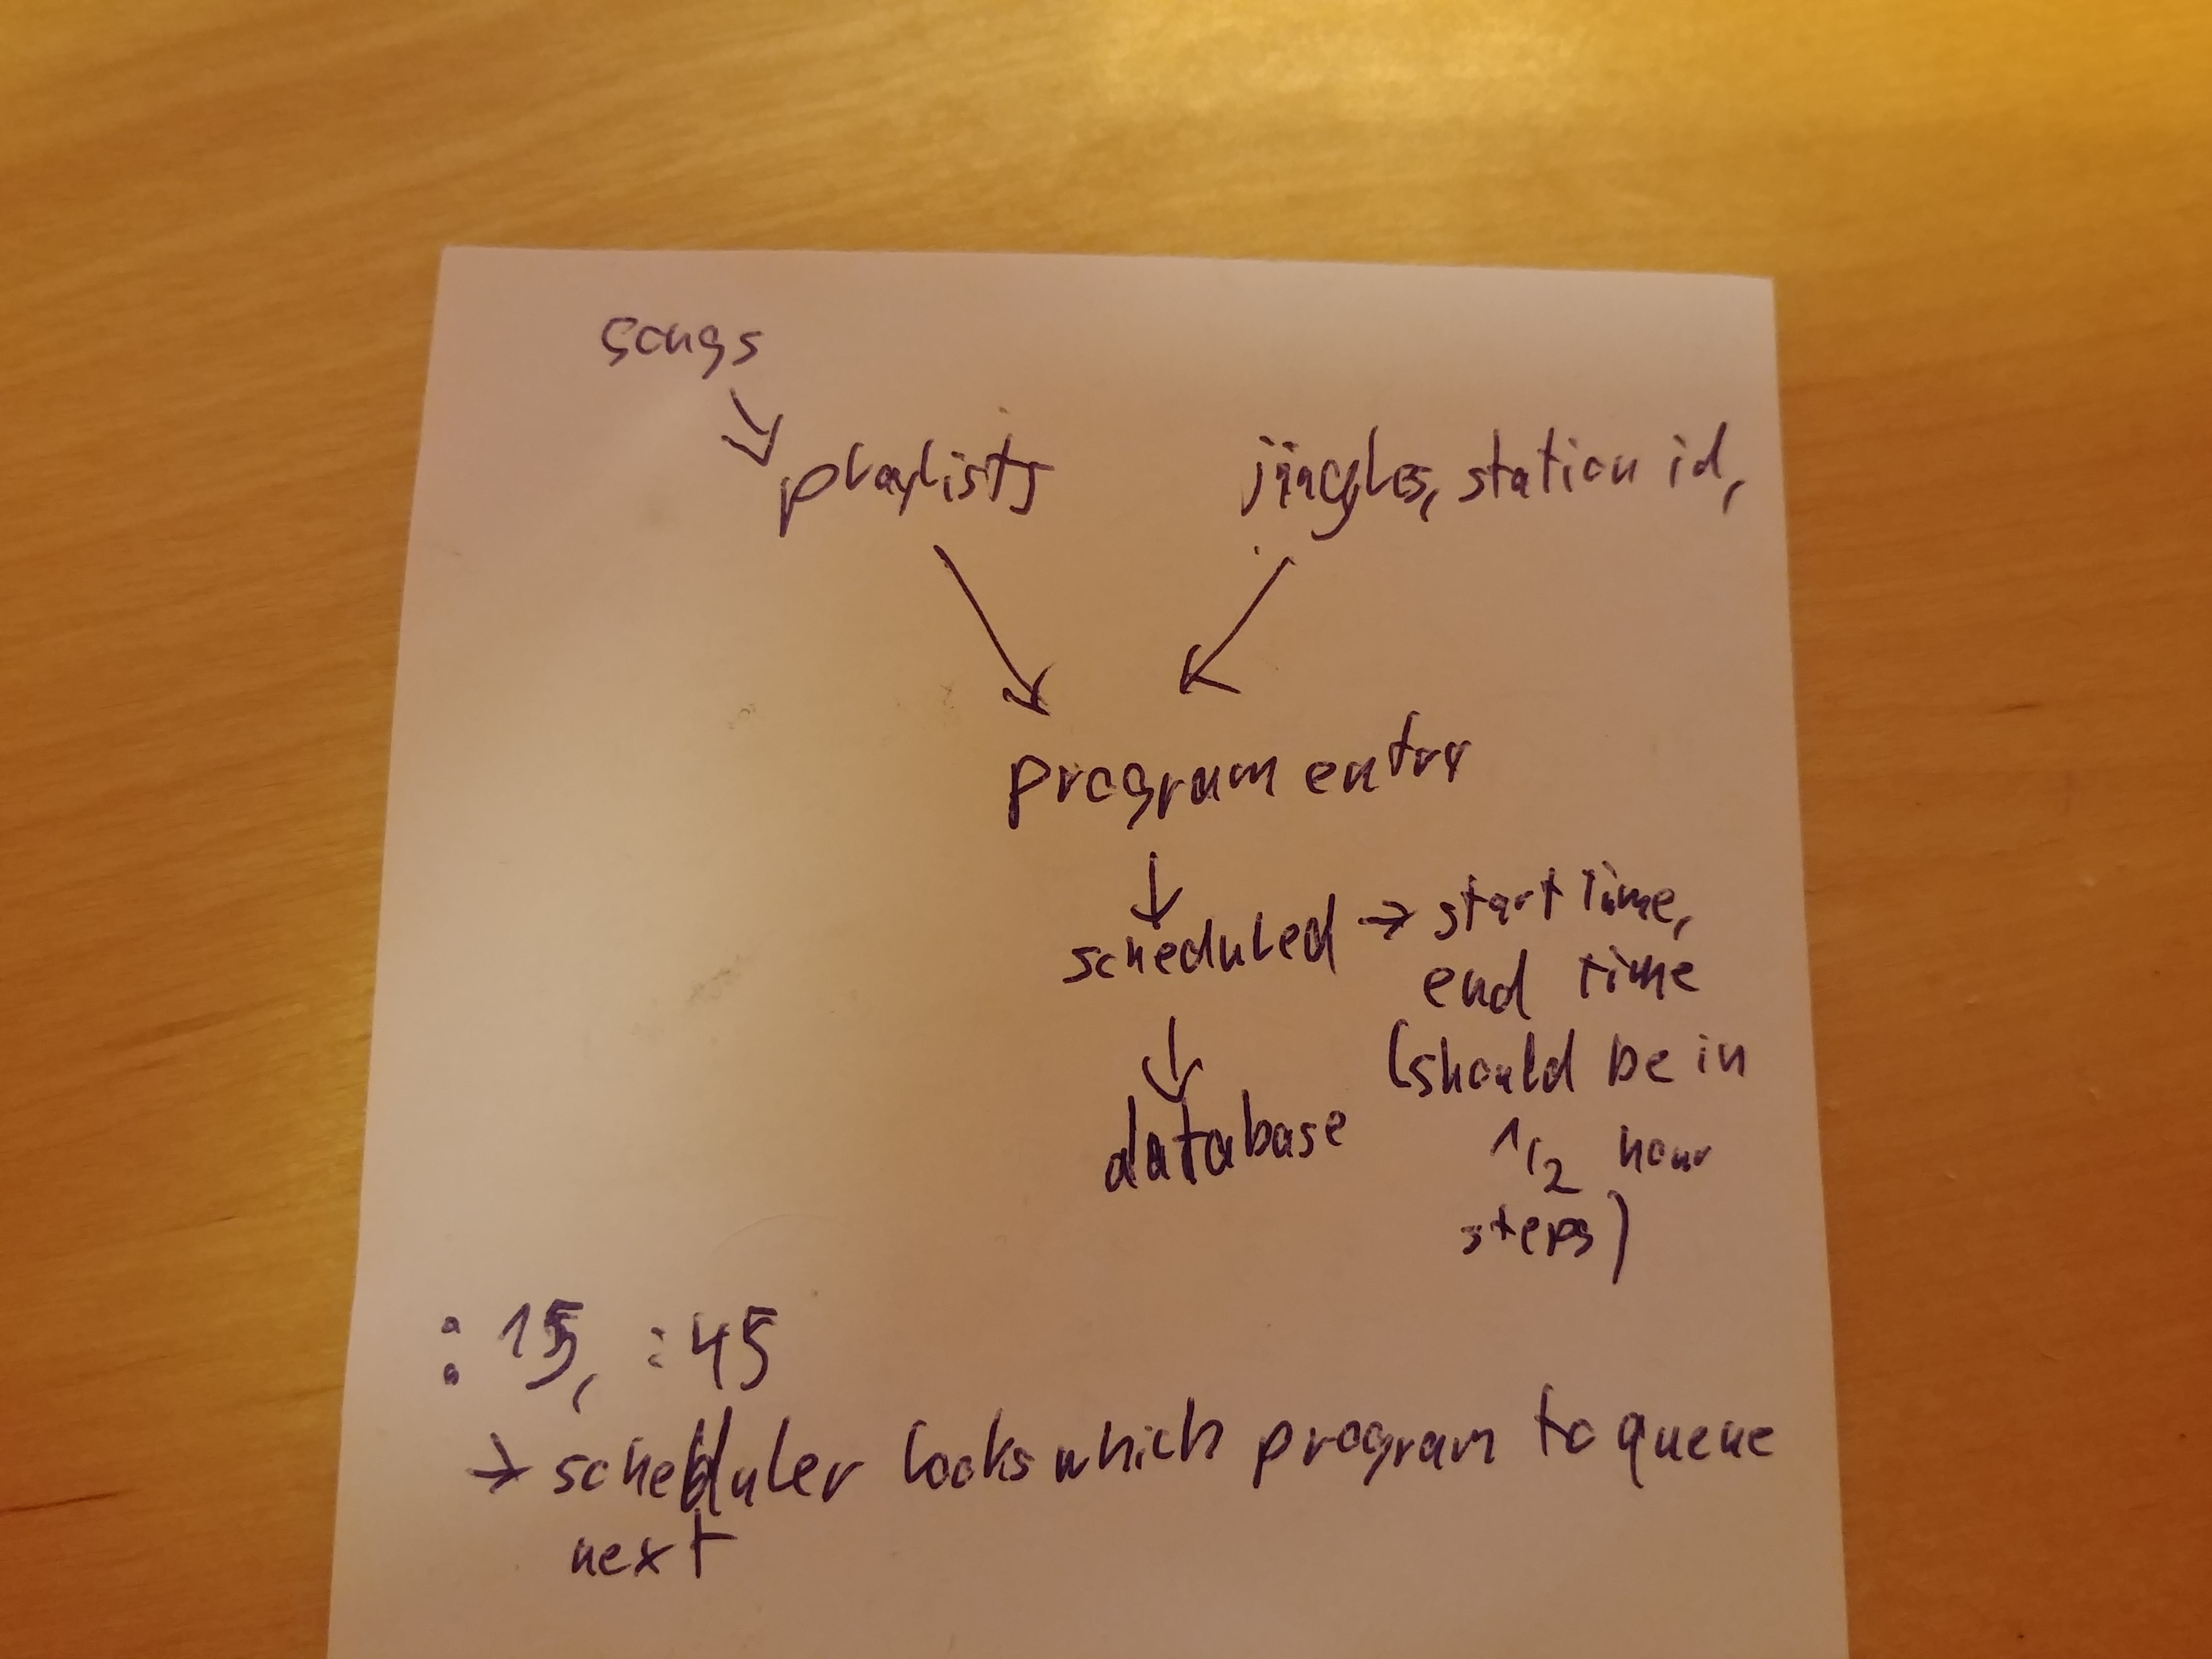 songs
playlists
jingles, station id,
program entry
scheduled → start time,
end time
(should be in
1/2 hour
steps)
database
:15, :45
→ scheduler looks which program to queue
next